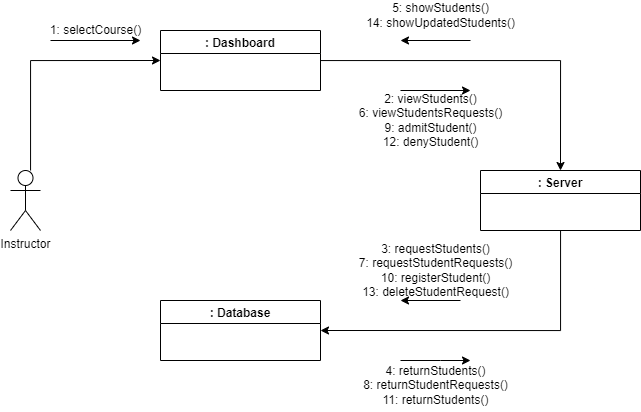 5: showStudents()
14: showUpdatedStudents()
1: selectCourse()
: Dashboard
2: viewStudents()
6: viewStudentsRequests()
9: admitStudent()
12: denyStudent()
: Server
Instructor
3: requestStudents()
7: requestStudentRequests()
10: registerStudent()
13: deleteStudentRequest()
: Database
4: returnStudents()
8: returnStudentRequests()
11: returnStudents()